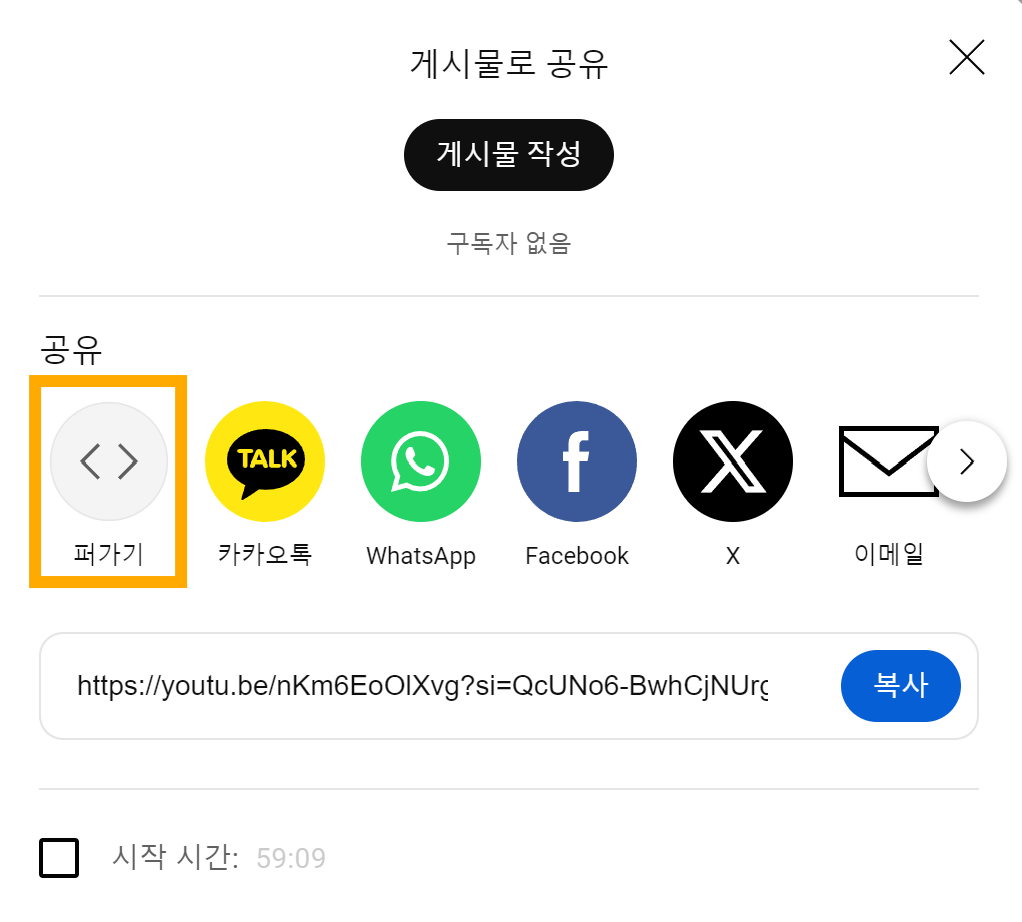 게시물로 공유
게시물 작성
구독자 없음
공유
TALK
퍼가기 카카오톡 WhatsApp Facebook X 이메일
https://youtu.be/nKm6EoOlXvg?si=QcUNo6-BwhCjNUrg
복사
시작 시간: 59:09